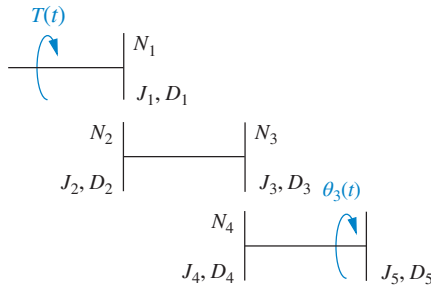 T(t)
N₁
J₁, D₁
N₂ N₃
J₂, D₂ J₃, D₃ θ₃(t)
N₄
J₄, D₄ J₅, D₅